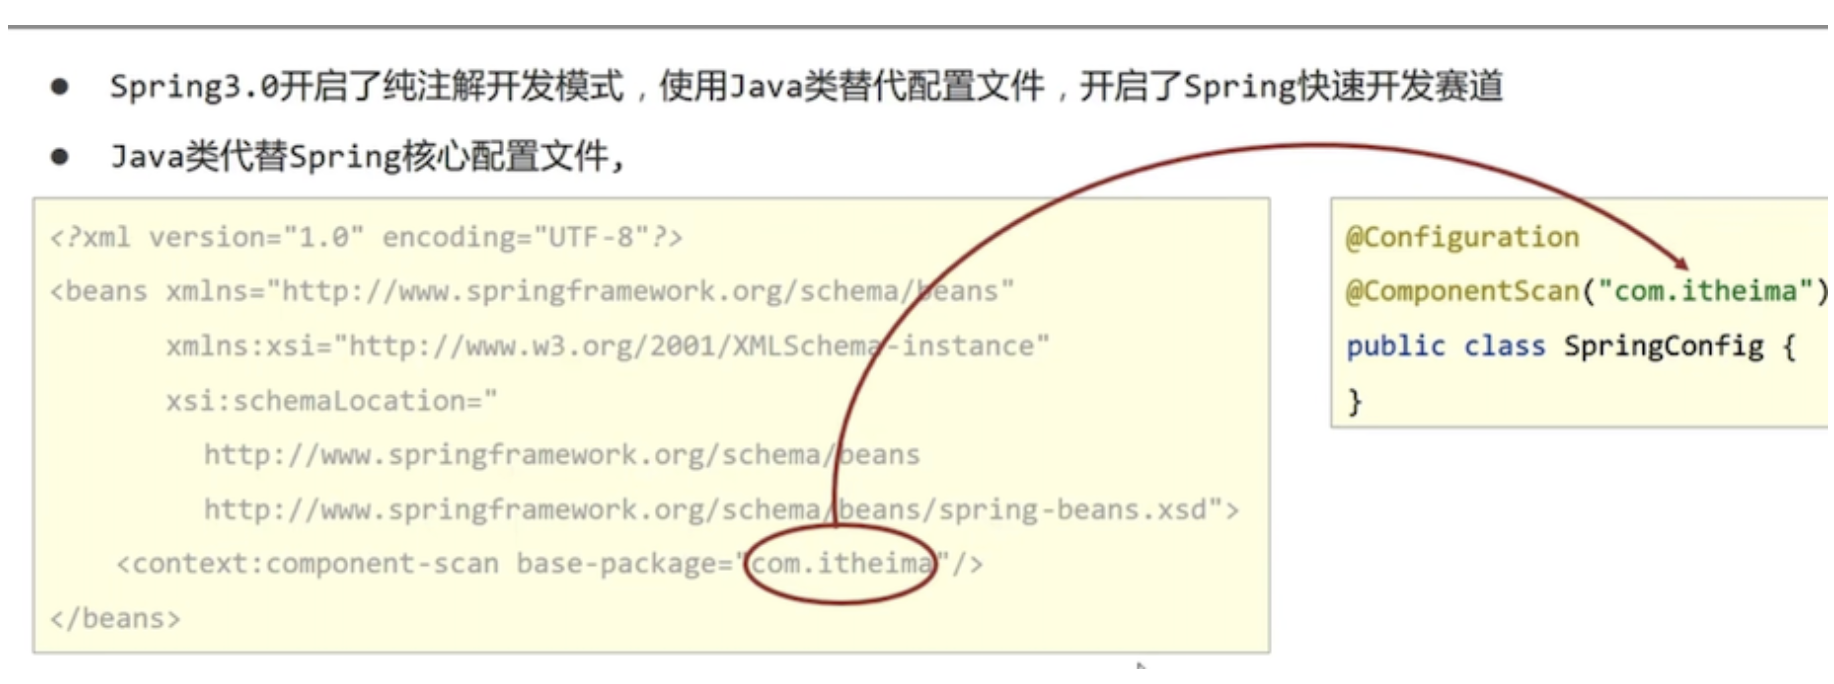 ● Spring3.0开启了纯注解开发模式，使用Java类替代配置文件，开启了Spring快速开发赛道
● Java类代替Spring核心配置文件,
<?xml version="1.0" encoding="UTF-8"?>
<beans xmlns="http://www.springframework.org/schema/beans"
xmlns:xsi="http://www.w3.org/2001/XMLSchema-instance"
xsi:schemaLocation="
http://www.springframework.org/schema/beans
http://www.springframework.org/schema/beans/spring-beans.xsd">
<context:component-scan base-package="com.itheima"/>
</beans>
@Configuration
@ComponentScan("com.itheima")
public class SpringConfig {
}